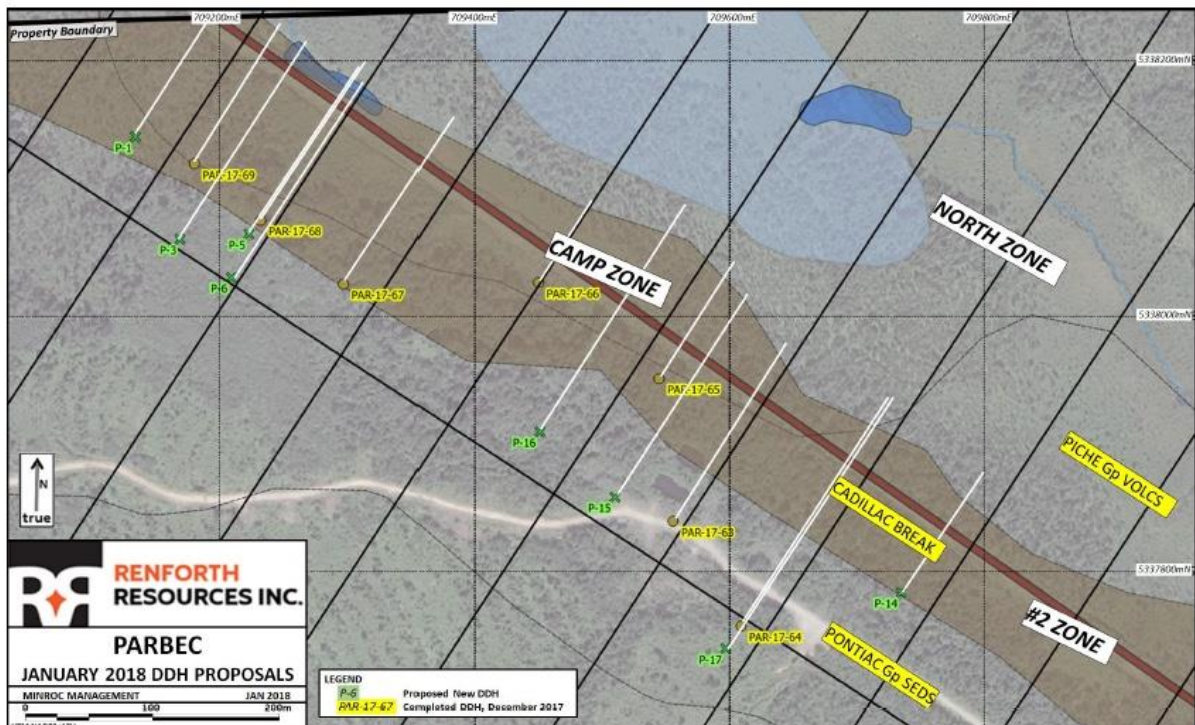 709200mE
709400mE
709600mE
709800mE
Property Boundary
5338200mN
P-1
PAR-17-69
NORTH ZONE
P-3
P-5
PAR-17-68
CAMP ZONE
P-6
PAR-17-67
PAR-17-66
5338000mN
PAR-17-65
P-16
PICHE Gp VOLCS
N
true
P-15
CADILLAC BREAK
PAR-17-63
RENFORTH
RESOURCES INC.
5337800mN
P-14
#2 ZONE
PAR-17-64
PONTIAC Gp SEDS
P-17
PARBEC
JANUARY 2018 DDH PROPOSALS
MINROC MANAGEMENT JAN 2018
0 100 200m
LEGEND
P-6 Proposed New DDH
PAR-17-67 Completed DDH, December 2017